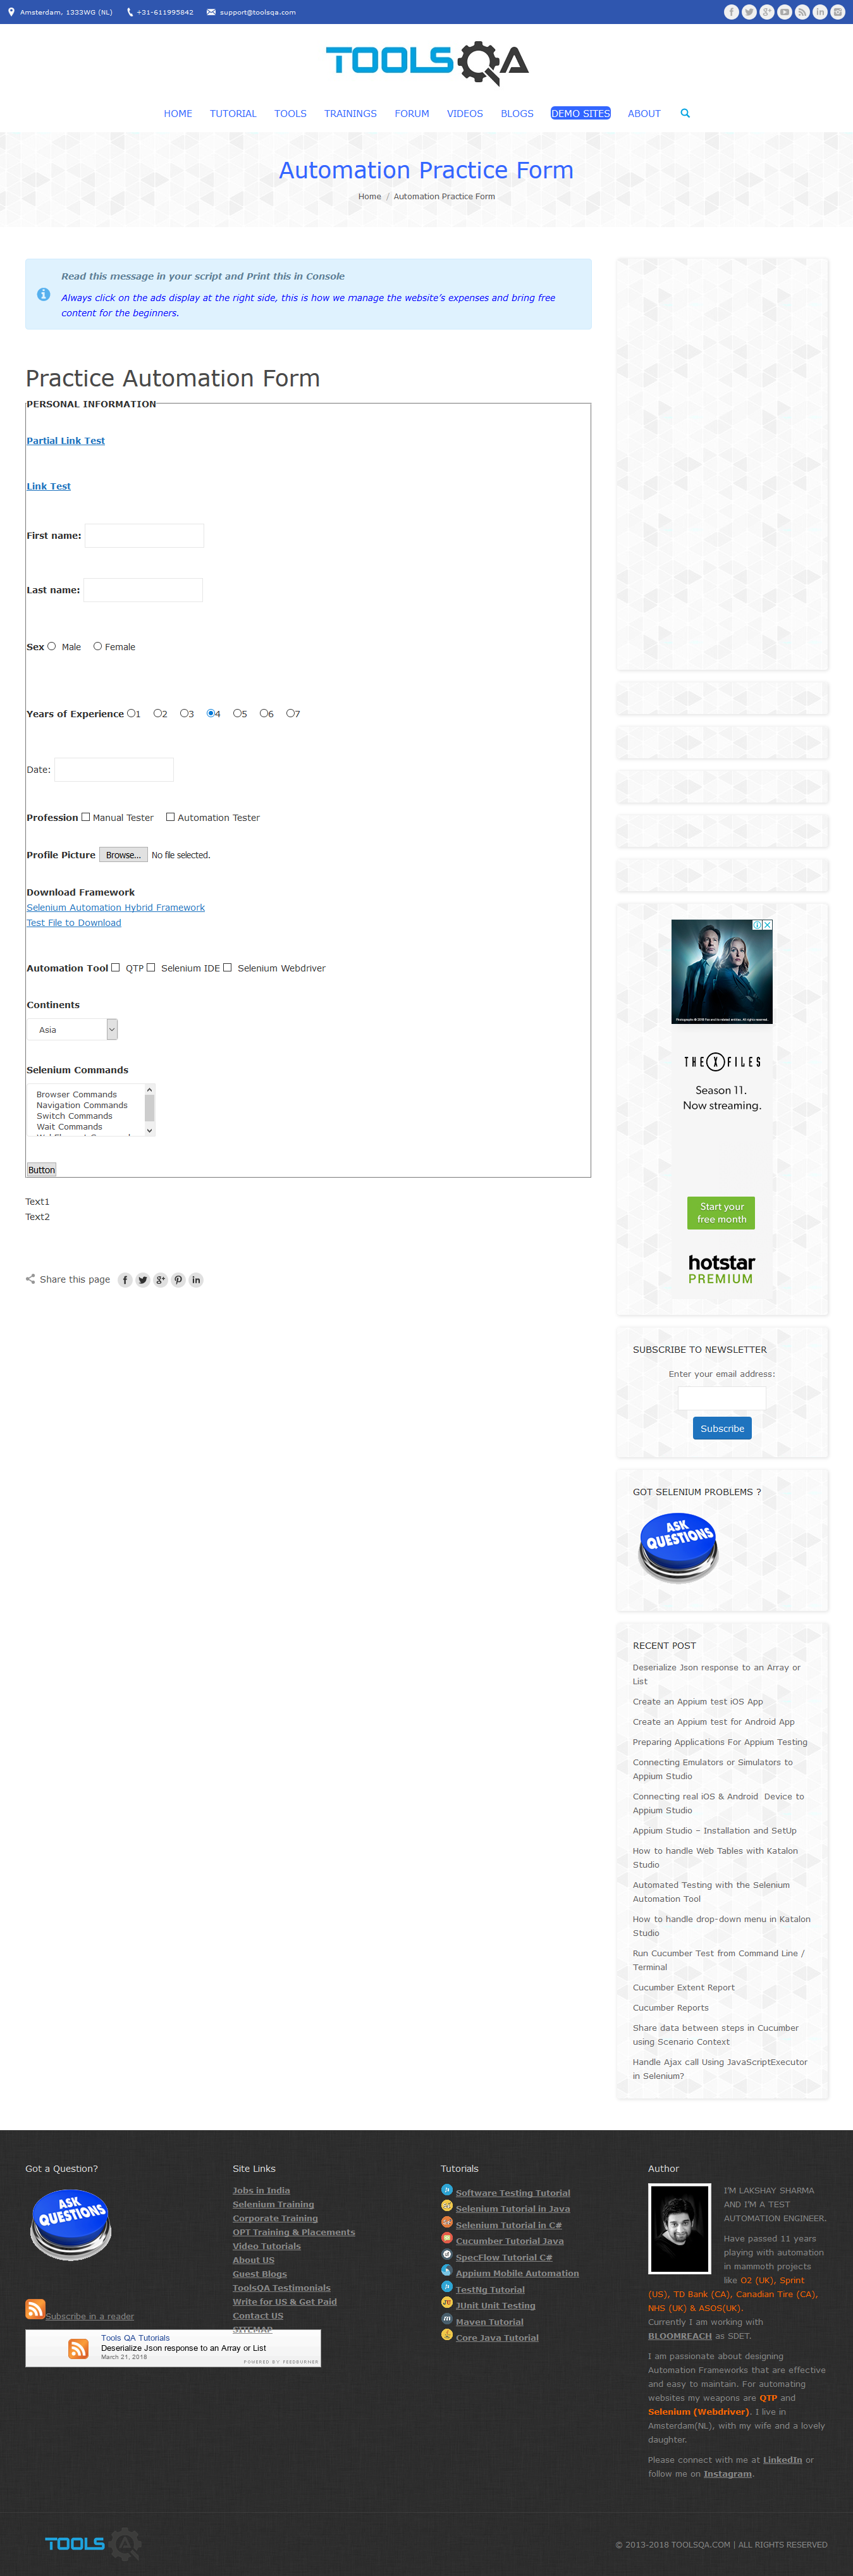 Amsterdam, 1333WG (NL) +31-611995842 support@toolsqa.com
TOOLSQA
HOME TUTORIAL TOOLS TRAININGS FORUM VIDEOS BLOGS DEMO SITES ABOUT
Automation Practice Form
Home / Automation Practice Form
Read this message in your script and Print this in Console
Always click on the ads display at the right side, this is how we manage the website's expenses and bring free
content for the beginners.
Practice Automation Form
PERSONAL INFORMATION
Partial Link Test
Link Test
First name:
Last name:
Sex Male Female
Years of Experience 1 2 3 4 5 6 7
Date:
Profession Manual Tester Automation Tester
Profile Picture Browse... No file selected.
Download Framework
Selenium Automation Hybrid Framework
Test File to Download
Automation Tool QTP Selenium IDE Selenium Webdriver
Continents
Asia
Selenium Commands
Browser Commands
Navigation Commands
Switch Commands
Wait Commands
Button
Text1
Text2
Share this page
THE X FILES
Season 11.
Now streaming.
Start your
free month
hotstar
PREMIUM
SUBSCRIBE TO NEWSLETTER
Enter your email address:
Subscribe
GOT SELENIUM PROBLEMS ?
ASK
QUESTIONS
RECENT POST
Deserialize Json response to an Array or
List
Create an Appium test iOS App
Create an Appium test for Android App
Preparing Applications For Appium Testing
Connecting Emulators or Simulators to
Appium Studio
Connecting real iOS & Android Device to
Appium Studio
Appium Studio – Installation and SetUp
How to handle Web Tables with Katalon
Studio
Automated Testing with the Selenium
Automation Tool
How to handle drop-down menu in Katalon
Studio
Run Cucumber Test from Command Line /
Terminal
Cucumber Extent Report
Cucumber Reports
Share data between steps in Cucumber
using Scenario Context
Handle Ajax call Using JavaScriptExecutor
in Selenium?
Got a Question?
ASK
QUESTIONS
Subscribe in a reader
Tools QA Tutorials
Deserialize Json response to an Array or List
March 21, 2018
POWERED BY FEEDBURNER
Site Links
Jobs in India
Selenium Training
Corporate Training
OPT Training & Placements
Video Tutorials
About US
Guest Blogs
ToolsQA Testimonials
Write for US & Get Paid
Contact US
SITEMAP
Tutorials
Software Testing Tutorial
Selenium Tutorial in Java
Selenium Tutorial in C#
Cucumber Tutorial Java
SpecFlow Tutorial C#
Appium Mobile Automation
TestNg Tutorial
JUnit Unit Testing
Maven Tutorial
Core Java Tutorial
Author
I'M LAKSHAY SHARMA
AND I'M A TEST
AUTOMATION ENGINEER.
Have passed 11 years
playing with automation
in mammoth projects
like O2 (UK), Sprint
(US), TD Bank (CA), Canadian Tire (CA),
NHS (UK) & ASOS(UK).
Currently I am working with
BLOOMREACH as SDET.
I am passionate about designing
Automation Frameworks that are effective
and easy to maintain. For automating
websites my weapons are QTP and
Selenium (Webdriver). I live in
Amsterdam(NL), with my wife and a lovely
daughter.
Please connect with me at LinkedIn or
follow me on Instagram.
TOOLSQA
© 2013-2018 TOOLSQA.COM | ALL RIGHTS RESERVED